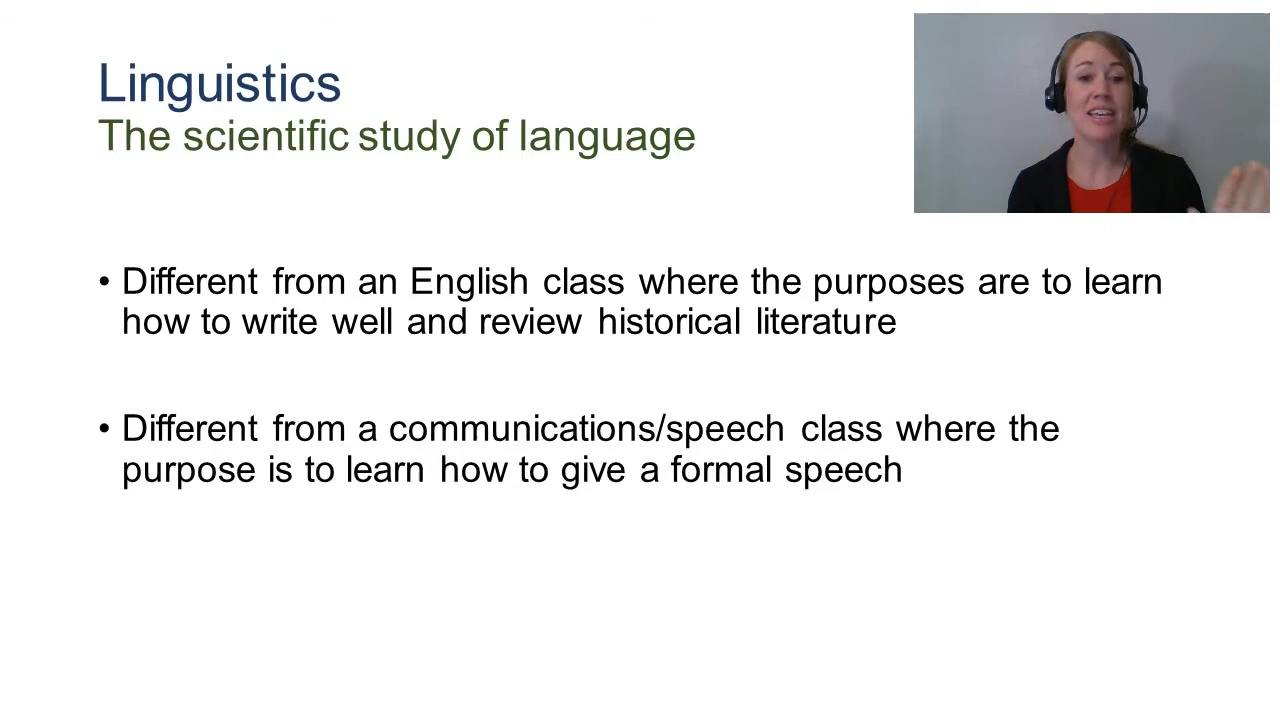 Linguistics
The scientific study of language
• Different from an English class where the purposes are to learn
how to write well and review historical literature
• Different from a communications/speech class where the
purpose is to learn how to give a formal speech